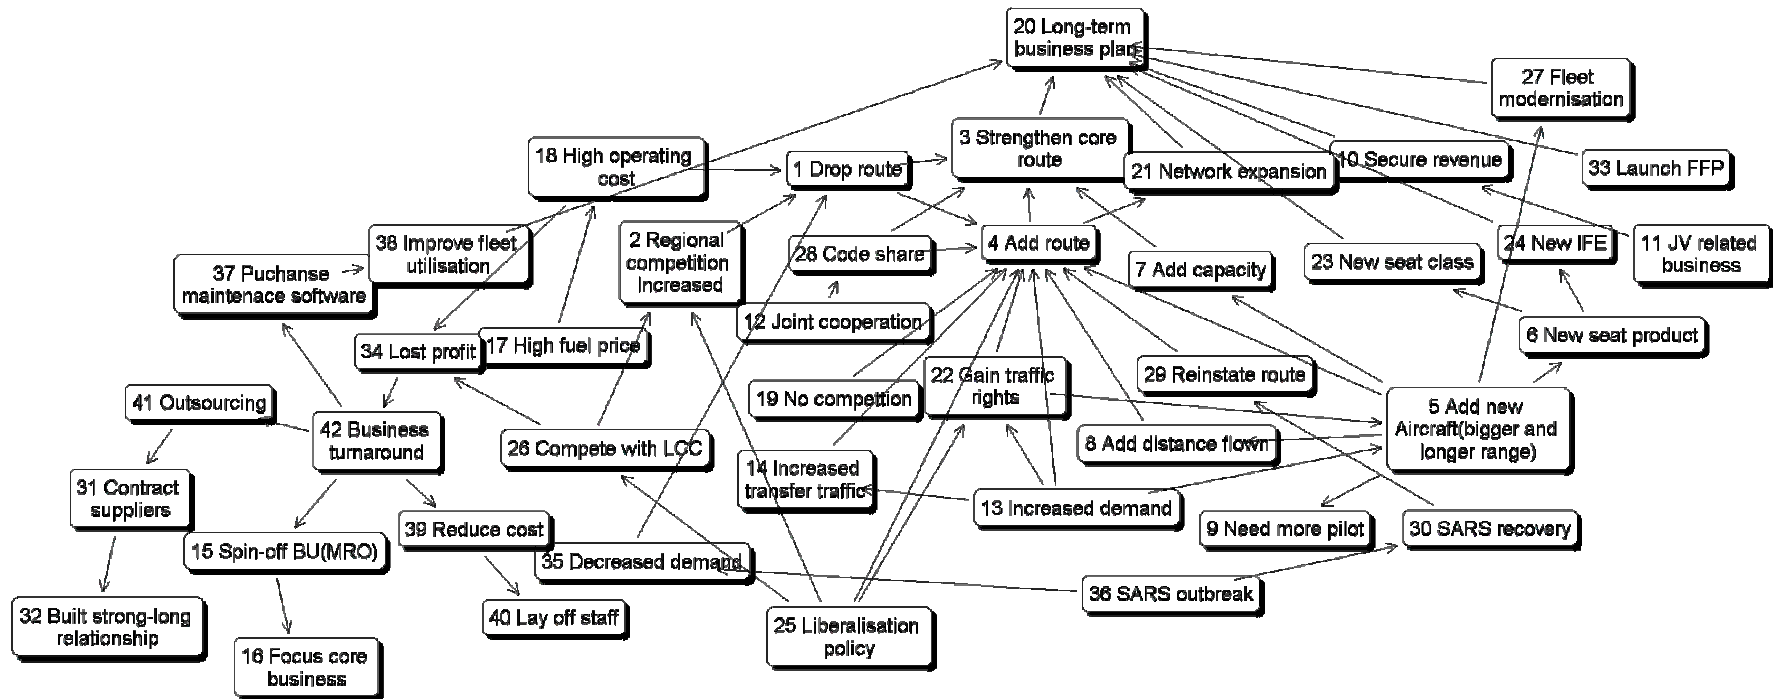 20 Long-term
business plan
27 Fleet
modernisation
3 Strengthen core
route
18 High operating
cost
1 Drop route
21 Network expansion
10 Secure revenue
33 Launch FFP
38 Improve fleet
utilisation
2 Regional
competition
Increased
28 Code share
4 Add route
7 Add capacity
23 New seat class
24 New IFE
11 JV related
business
37 Puchanse
maintenace software
12 Joint cooperation
6 New seat product
34 Lost profit
17 High fuel price
19 No compettion
22 Gain traffic
rights
29 Reinstate route
5 Add new
Aircraft(bigger and
longer range)
41 Outsourcing
42 Business
turnaround
26 Compete with LCC
8 Add distance flown
14 Increased
transfer traffic
13 Increased demand
31 Contract
suppliers
9 Need more pilot
30 SARS recovery
15 Spin-off BU(MRO)
39 Reduce cost
35 Decreased demand
36 SARS outbreak
32 Built strong-long
relationship
40 Lay off staff
25 Liberalisation
policy
16 Focus core
business